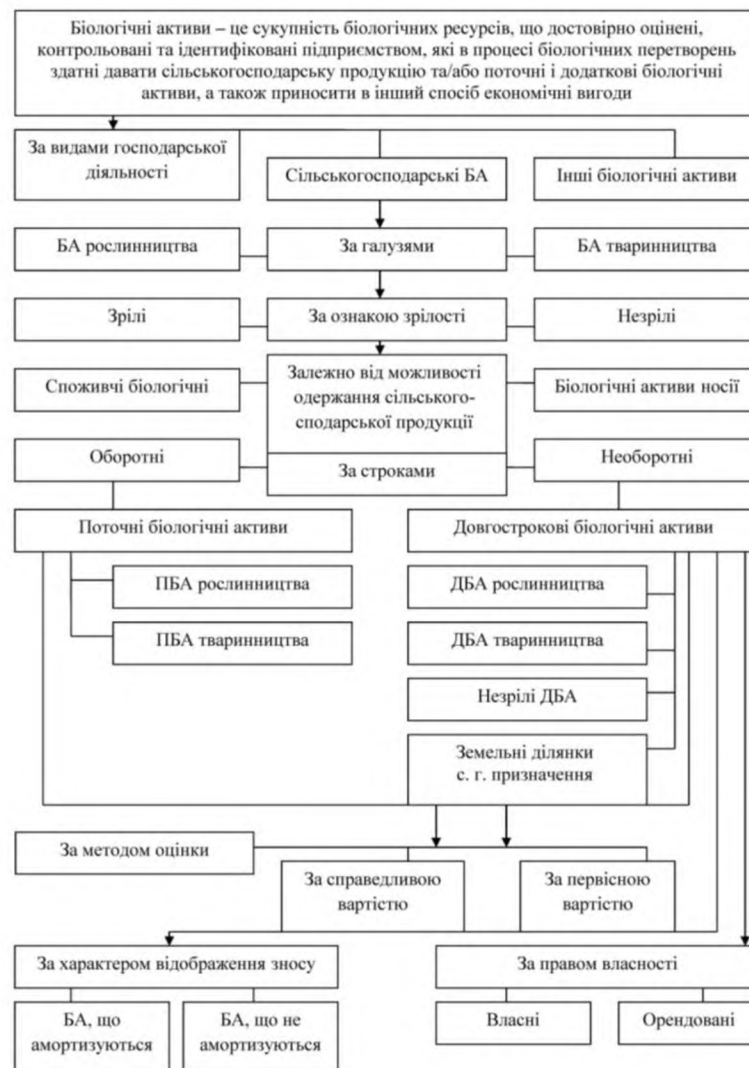 Біологічні активи – це сукупність біологічних ресурсів, що достовірно оцінені,
контрольовані та ідентифіковані підприємством, які в процесі біологічних перетворень
здатні давати сільськогосподарську продукцію та/або поточні і додаткові біологічні
активи, а також приносити в інший спосіб економічні вигоди
За видами господарської
діяльності
Сільськогосподарські БА
Інші біологічні активи
БА рослинництва
За галузями
БА тваринництва
Зрілі
За ознакою зрілості
Незрілі
Споживчі біологічні
Залежно від можливості
одержання сільського-
сподарської продукції
Біологічні активи носії
Оборотні
За строками
Необоротні
Поточні біологічні активи
Довгострокові біологічні активи
ПБА рослинництва
ДБА рослинництва
ПБА тваринництва
ДБА тваринництва
Незрілі ДБА
Земельні ділянки
с. г. призначення
За методом оцінки
За справедливою
вартістю
За первісною
вартістю
За характером відображення зносу
За правом власності
БА, що
амортизуються
БА, що не
амортизуються
Власні
Орендовані